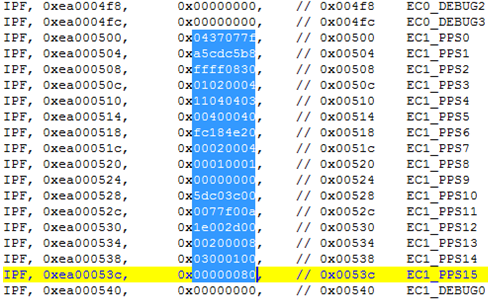 IPF, 0xea0004f8, 0x00000000, // 0x004f8 EC0_DEBUG2
IPF, 0xea0004fc, 0x00000000, // 0x004fc EC0_DEBUG3
IPF, 0xea000500, 0x0437077f, // 0x00500 EC1_PPS0
IPF, 0xea000504, 0xa5cdc5b8, // 0x00504 EC1_PPS1
IPF, 0xea000508, 0xffff0830, // 0x00508 EC1_PPS2
IPF, 0xea00050c, 0x01020004, // 0x0050c EC1_PPS3
IPF, 0xea000510, 0x11040403, // 0x00510 EC1_PPS4
IPF, 0xea000514, 0x00400040, // 0x00514 EC1_PPS5
IPF, 0xea000518, 0xfc184e20, // 0x00518 EC1_PPS6
IPF, 0xea00051c, 0x00020004, // 0x0051c EC1_PPS7
IPF, 0xea000520, 0x00010001, // 0x00520 EC1_PPS8
IPF, 0xea000524, 0x00000000, // 0x00524 EC1_PPS9
IPF, 0xea000528, 0x5dc03c00, // 0x00528 EC1_PPS10
IPF, 0xea00052c, 0x0077f00a, // 0x0052c EC1_PPS11
IPF, 0xea000530, 0x1e002d00, // 0x00530 EC1_PPS12
IPF, 0xea000534, 0x00200008, // 0x00534 EC1_PPS13
IPF, 0xea000538, 0x03000100, // 0x00538 EC1_PPS14
IPF, 0xea00053c, 0x00000080, // 0x0053c EC1_PPS15
IPF, 0xea000540, 0x00000000, // 0x00540 EC1_DEBUG0